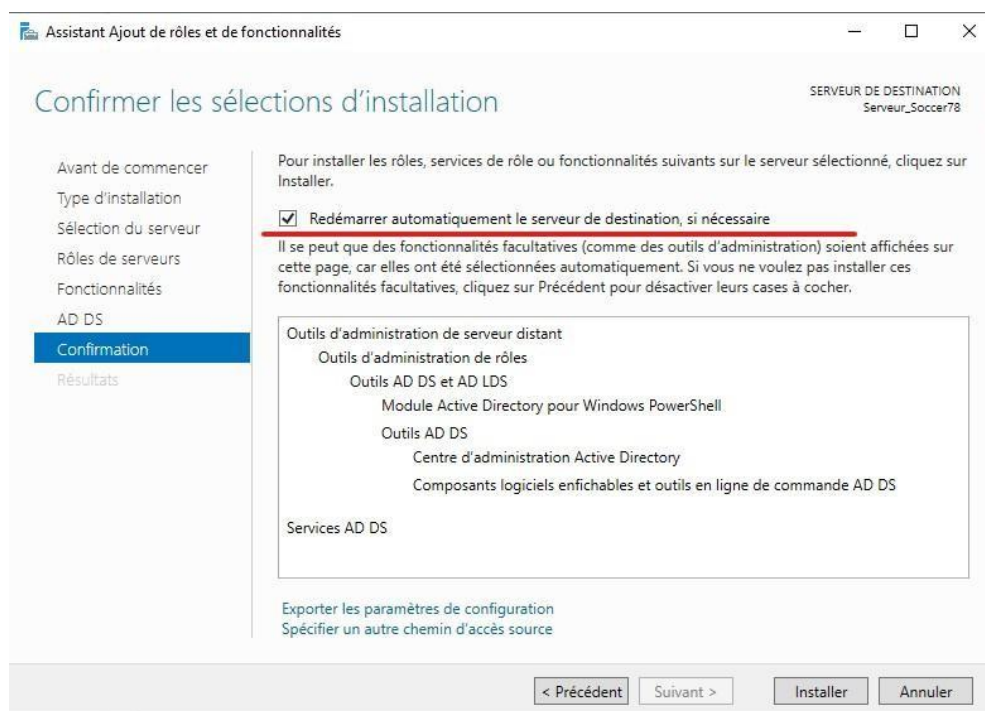 Assistant Ajout de rôles et de fonctionnalités
Confirmer les sélections d'installation
SERVEUR DE DESTINATION
Serveur_Soccer78
Avant de commencer
Type d'installation
Sélection du serveur
Rôles de serveurs
Fonctionnalités
AD DS
Confirmation
Résultats
Pour installer les rôles, services de rôle ou fonctionnalités suivants sur le serveur sélectionné, cliquez sur
Installer.
Redémarrer automatiquement le serveur de destination, si nécessaire
Il se peut que des fonctionnalités facultatives (comme des outils d'administration) soient affichées sur
cette page, car elles ont été sélectionnées automatiquement. Si vous ne voulez pas installer ces
fonctionnalités facultatives, cliquez sur Précédent pour désactiver leurs cases à cocher.
Outils d'administration de serveur distant
Outils d'administration de rôles
Outils AD DS et AD LDS
Module Active Directory pour Windows PowerShell
Outils AD DS
Centre d'administration Active Directory
Composants logiciels enfichables et outils en ligne de commande AD DS
Services AD DS
Exporter les paramètres de configuration
Spécifier un autre chemin d'accès source
< Précédent
Suivant >
Installer
Annuler